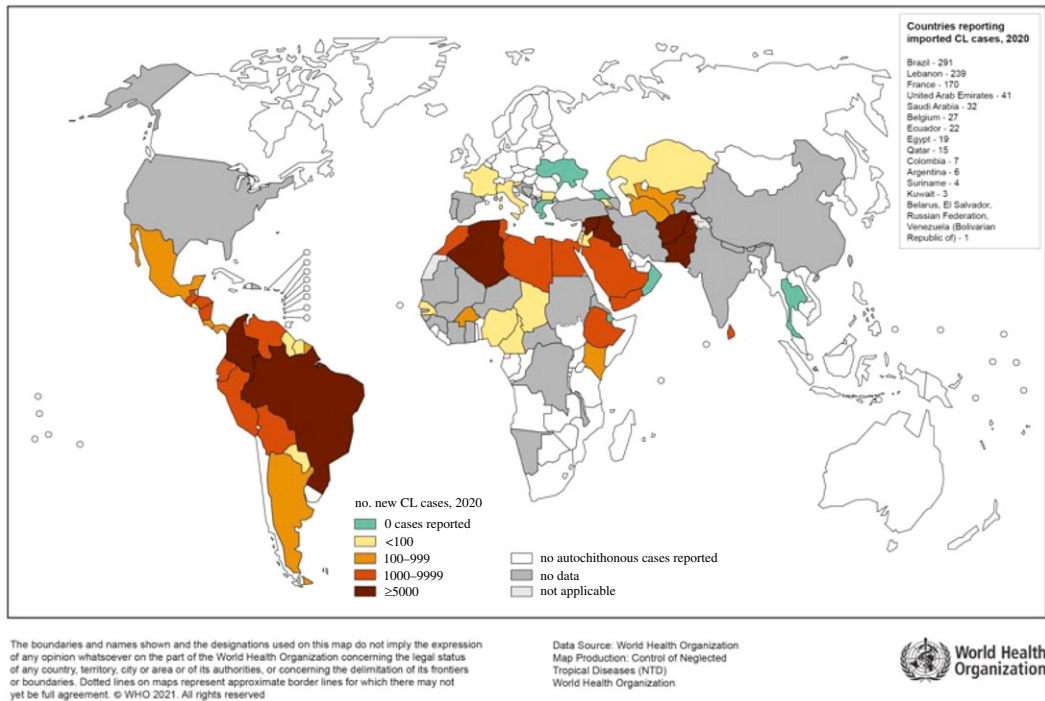 Countries reporting
imported CL cases, 2020
Brazil - 291
Lebanon - 239
France - 170
United Arab Emirates - 41
Saudi Arabia - 32
Belgium - 27
Ecuador - 22
Egypt - 19
Qatar - 15
Colombia - 7
Argentina - 6
Suriname - 4
Kuwait - 3
Belarus, El Salvador,
Russian Federation,
Venezuela (Bolivarian
Republic of) - 1
no. new CL cases, 2020
0 cases reported
<100
100–999
1000–9999
≥5000
no autochithonous cases reported
no data
not applicable
The boundaries and names shown and the designations used on this map do not imply the expression
of any opinion whatsoever on the part of the World Health Organization concerning the legal status
of any country, territory, city or area or of its authorities, or concerning the delimitation of its frontiers
or boundaries. Dotted lines on maps represent approximate border lines for which there may not
yet be full agreement. © WHO 2021. All rights reserved
Data Source: World Health Organization
Map Production: Control of Neglected
Tropical Diseases (NTD)
World Health Organization
World Health
Organization